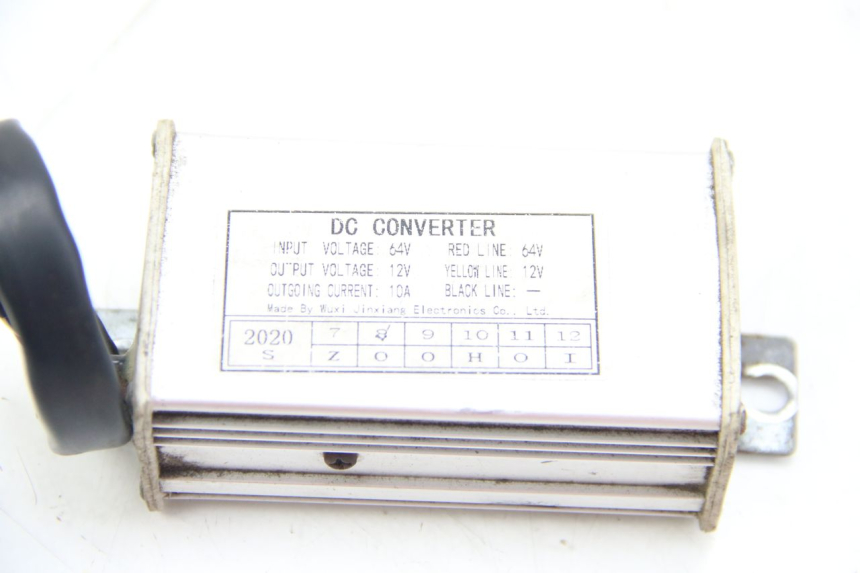 DC CONVERTER
INPUT VOLTAGE: 64V RED LINE 64V
OUTPUT VOLTAGE: 12V YELLOW LINE 12V
OUTGOING CURRENT: 10A BLACK LINE: —
Made By Wuxi Jinxiang Electronics Co., Ltd.
2020 7 8 9 10 11 12
S Z O O H O I